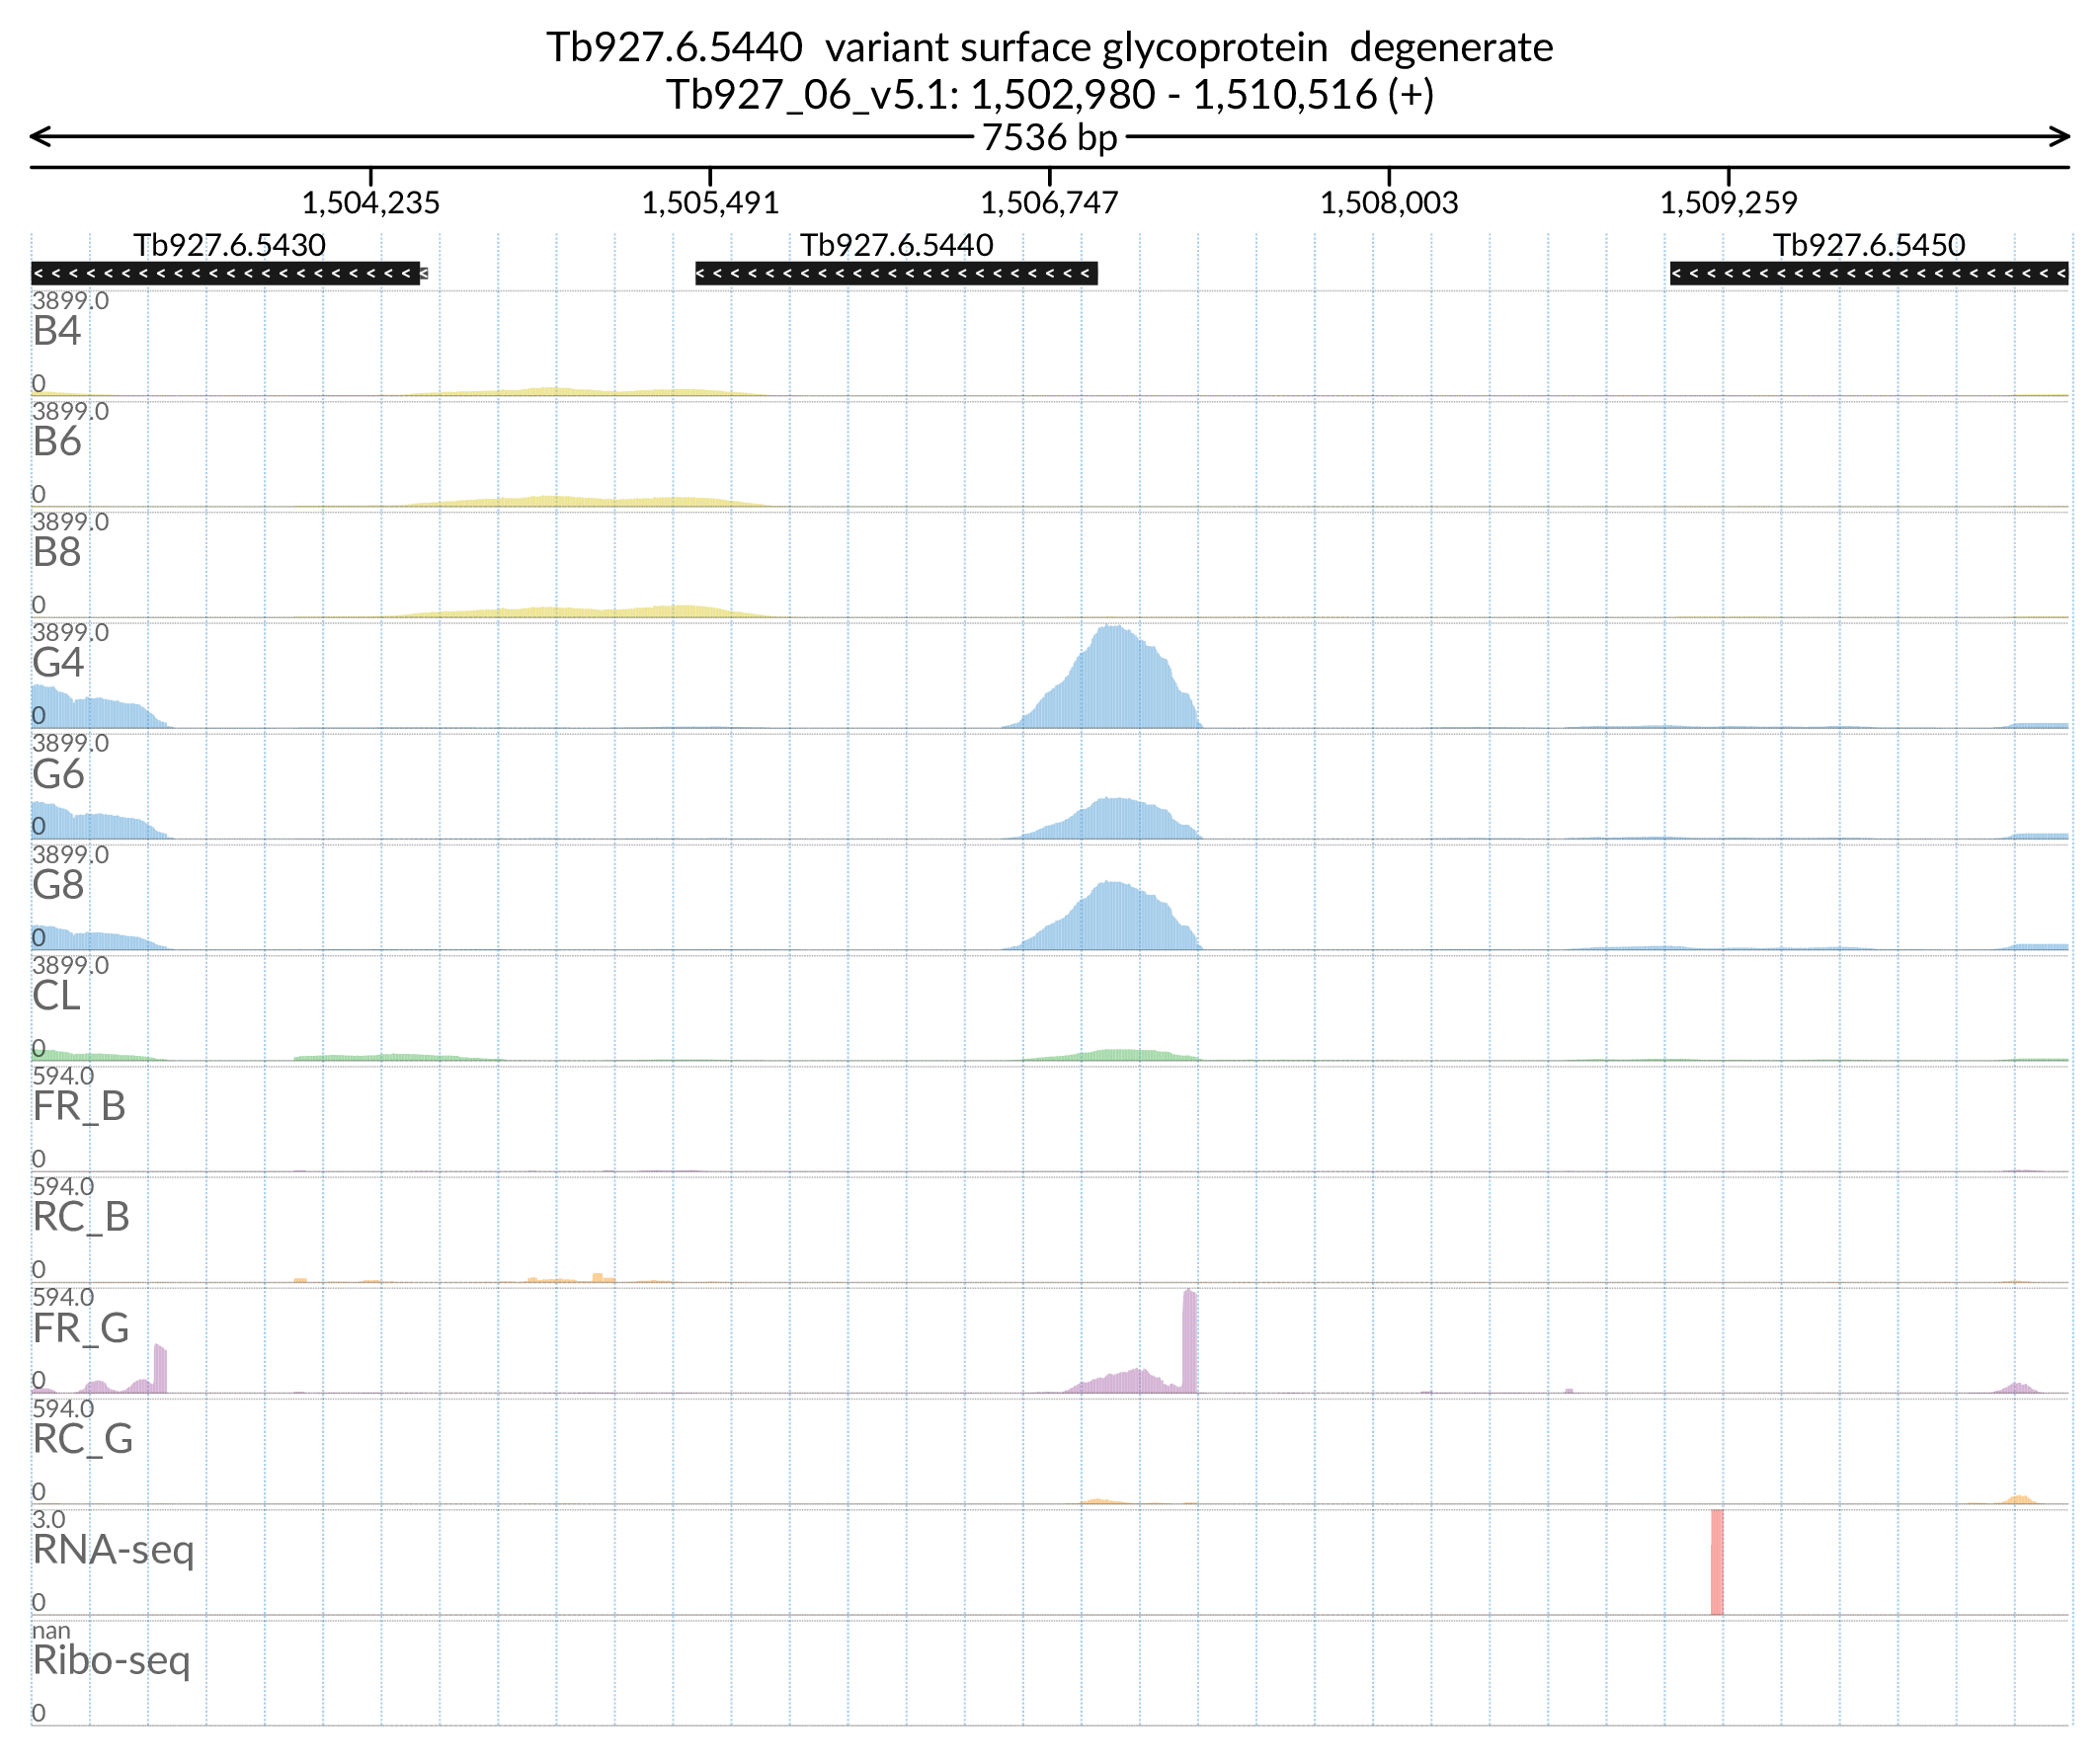 Tb927.6.5440 variant surface glycoprotein degenerate
Tb927_06_v5.1: 1,502,980 - 1,510,516 (+)
7536 bp
1,504,235 1,505,491 1,506,747 1,508,003 1,509,259
Tb927.6.5430 Tb927.6.5440 Tb927.6.5450
3899.0
B4
0
3899.0
B6
0
3899.0
B8
0
3899.0
G4
0
3899.0
G6
0
3899.0
G8
0
3899.0
CL
0
594.0
FR_B
0
594.0
RC_B
0
594.0
FR_G
0
594.0
RC_G
0
3.0
RNA-seq
0
nan
Ribo-seq
0